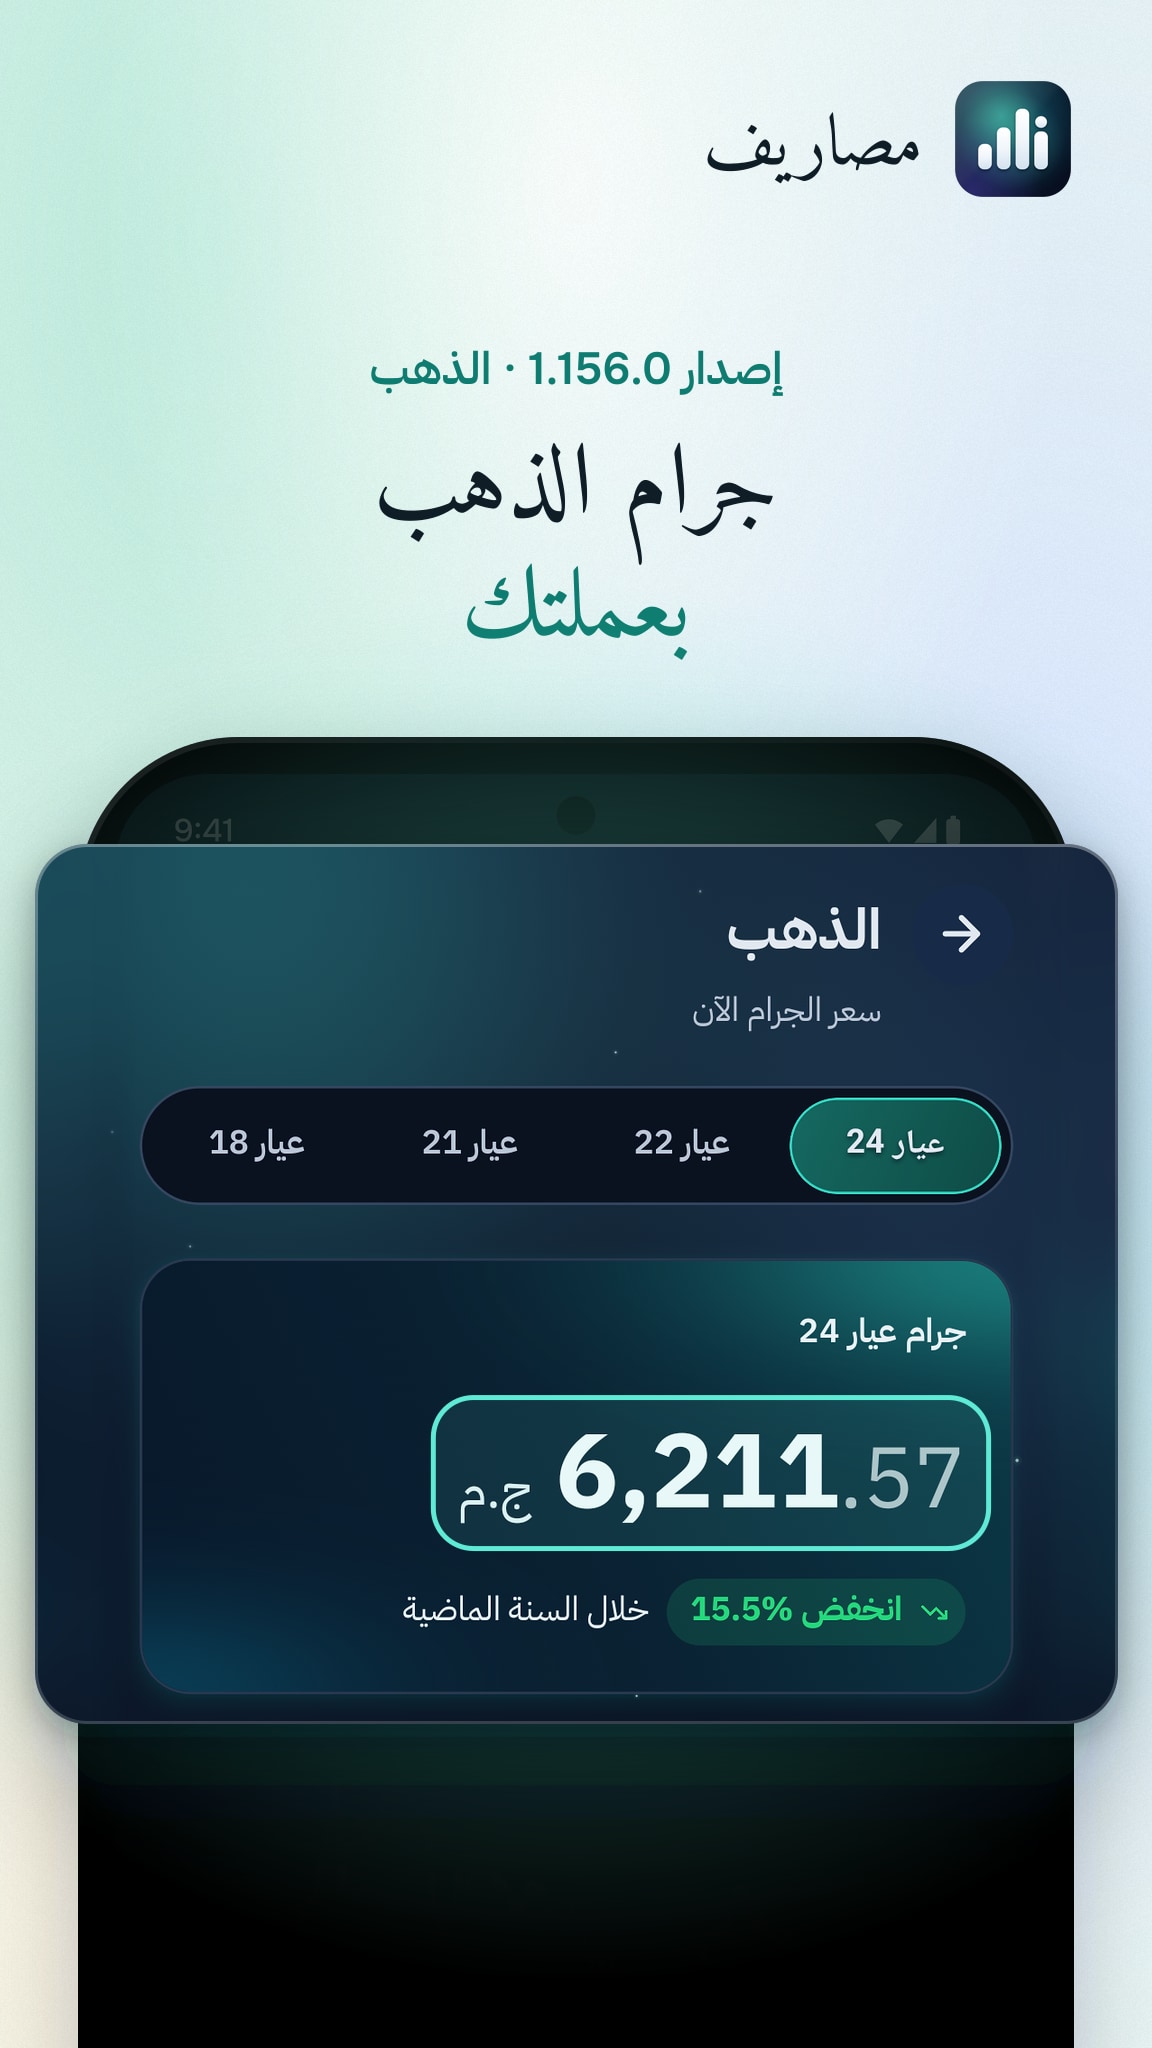 مصاريف
إصدار 1.156.0 · الذهب
جرام الذهب
بعملتك
9:41
الذهب
سعر الجرام الآن
عيار 24 عيار 22 عيار 21 عيار 18
جرام عيار 24
6,211.57 ج.م
انخفض 15.5% خلال السنة الماضية